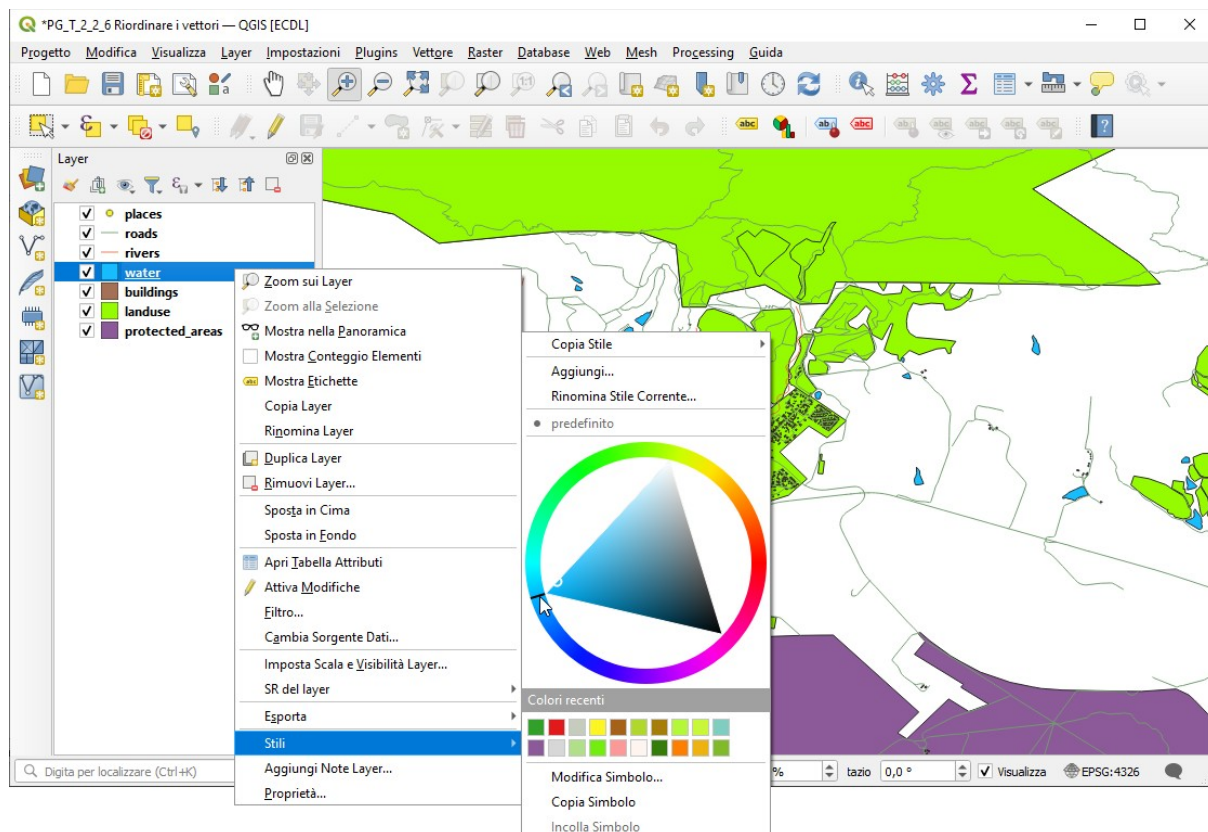 *PG_T_2_2_6 Riordinare i vettori — QGIS [ECDL]
Progetto Modifica Visualizza Layer Impostazioni Plugins Vettore Raster Database Web Mesh Processing Guida
Layer
places
roads
rivers
water
buildings
landuse
protected_areas
Zoom sui Layer
Zoom alla Selezione
Mostra nella Panoramica
Mostra Conteggio Elementi
abc Mostra Etichette
Copia Layer
Rinomina Layer
Duplica Layer
Rimuovi Layer...
Sposta in Cima
Sposta in Fondo
Apri Tabella Attributi
Attiva Modifiche
Filtro...
Cambia Sorgente Dati...
Imposta Scala e Visibilità Layer...
SR del layer
Esporta
Stili
Aggiungi Note Layer...
Proprietà...
Copia Stile
Aggiungi...
Rinomina Stile Corrente...
predefinito
Colori recenti
Modifica Simbolo...
Copia Simbolo
Incolla Simbolo
Digita per localizzare (Ctrl+K)
% tazio 0,0 ° Visualizza EPSG:4326